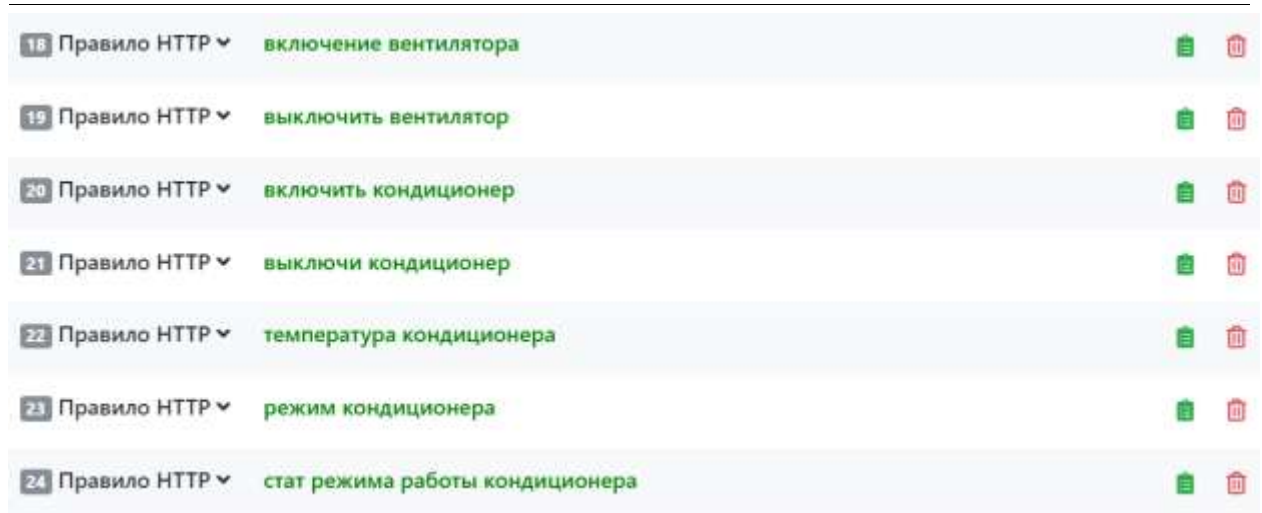 18 Правило HTTP включение вентилятора
19 Правило HTTP выключить вентилятор
20 Правило HTTP включить кондиционер
21 Правило HTTP выключи кондиционер
22 Правило HTTP температура кондиционера
23 Правило HTTP режим кондиционера
24 Правило HTTP стат режима работы кондиционера